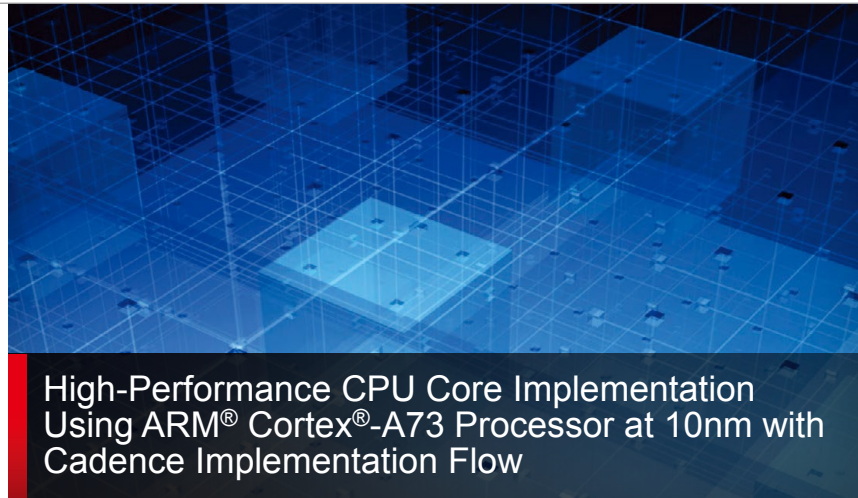 High-Performance CPU Core Implementation
Using ARM® Cortex®-A73 Processor at 10nm with
Cadence Implementation Flow